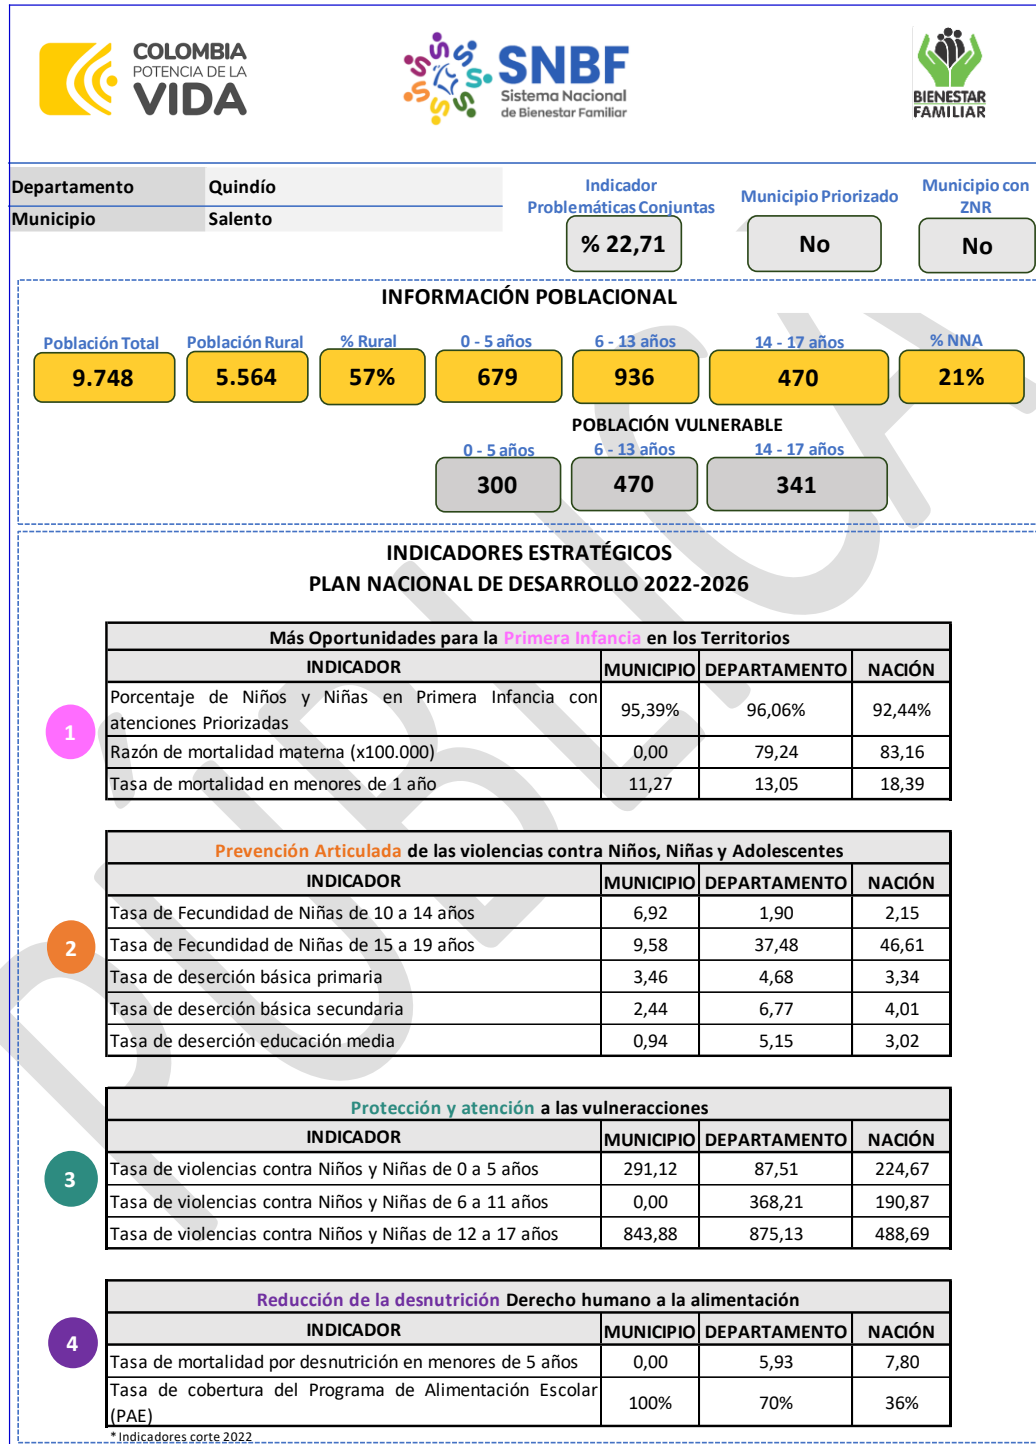 COLOMBIA
POTENCIA DE LA
VIDA
SNBF
Sistema Nacional
de Bienestar Familiar
BIENESTAR
FAMILIAR
Departamento Quindío
Municipio Salento
Indicador
Problemáticas Conjuntas
Municipio Priorizado
Municipio con
ZNR
% 22,71 No No
INFORMACIÓN POBLACIONAL
Población Total Población Rural % Rural 0 - 5 años 6 - 13 años 14 - 17 años % NNA
9.748 5.564 57% 679 936 470 21%
POBLACIÓN VULNERABLE
0 - 5 años 6 - 13 años 14 - 17 años
300 470 341
INDICADORES ESTRATÉGICOS
PLAN NACIONAL DE DESARROLLO 2022-2026
Más Oportunidades para la Primera Infancia en los Territorios
INDICADOR MUNICIPIO DEPARTAMENTO NACIÓN
1
Porcentaje de Niños y Niñas en Primera Infancia con
atenciones Priorizadas 95,39% 96,06% 92,44%
Razón de mortalidad materna (x100.000) 0,00 79,24 83,16
Tasa de mortalidad en menores de 1 año 11,27 13,05 18,39
Prevención Articulada de las violencias contra Niños, Niñas y Adolescentes
INDICADOR MUNICIPIO DEPARTAMENTO NACIÓN
2
Tasa de Fecundidad de Niñas de 10 a 14 años 6,92 1,90 2,15
Tasa de Fecundidad de Niñas de 15 a 19 años 9,58 37,48 46,61
Tasa de deserción básica primaria 3,46 4,68 3,34
Tasa de deserción básica secundaria 2,44 6,77 4,01
Tasa de deserción educación media 0,94 5,15 3,02
Protección y atención a las vulneracciones
INDICADOR MUNICIPIO DEPARTAMENTO NACIÓN
3
Tasa de violencias contra Niños y Niñas de 0 a 5 años 291,12 87,51 224,67
Tasa de violencias contra Niños y Niñas de 6 a 11 años 0,00 368,21 190,87
Tasa de violencias contra Niños y Niñas de 12 a 17 años 843,88 875,13 488,69
Reducción de la desnutrición Derecho humano a la alimentación
INDICADOR MUNICIPIO DEPARTAMENTO NACIÓN
4
Tasa de mortalidad por desnutrición en menores de 5 años 0,00 5,93 7,80
Tasa de cobertura del Programa de Alimentación Escolar
(PAE) 100% 70% 36%
* Indicadores corte 2022
PÚBLICA